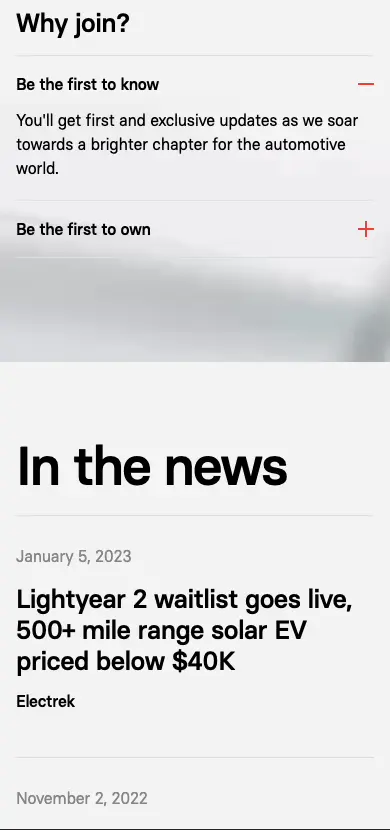 Why join?
Be the first to know
You'll get first and exclusive updates as we soar
towards a brighter chapter for the automotive
world.
Be the first to own
In the news
January 5, 2023
Lightyear 2 waitlist goes live,
500+ mile range solar EV
priced below $40K
Electrek
November 2, 2022